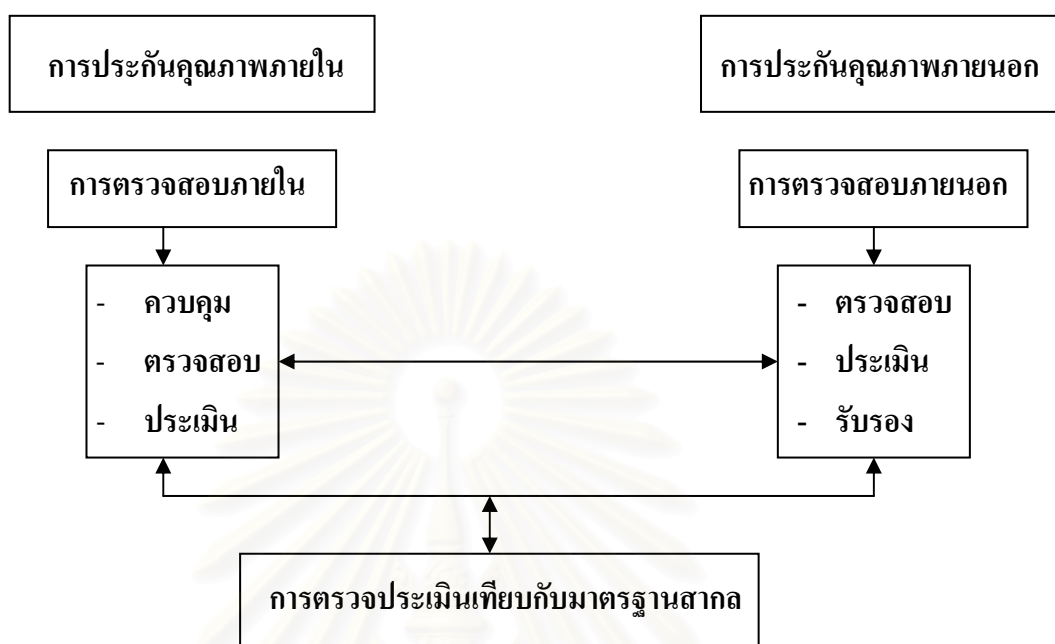 การประกันคุณภาพภายใน
การประกันคุณภาพภายนอก
การตรวจสอบภายใน
การตรวจสอบภายนอก
- ควบคุม
- ตรวจสอบ
- ประเมิน
- ตรวจสอบ
- ประเมิน
- รับรอง
การตรวจประเมินเทียบกับมาตรฐานสากล